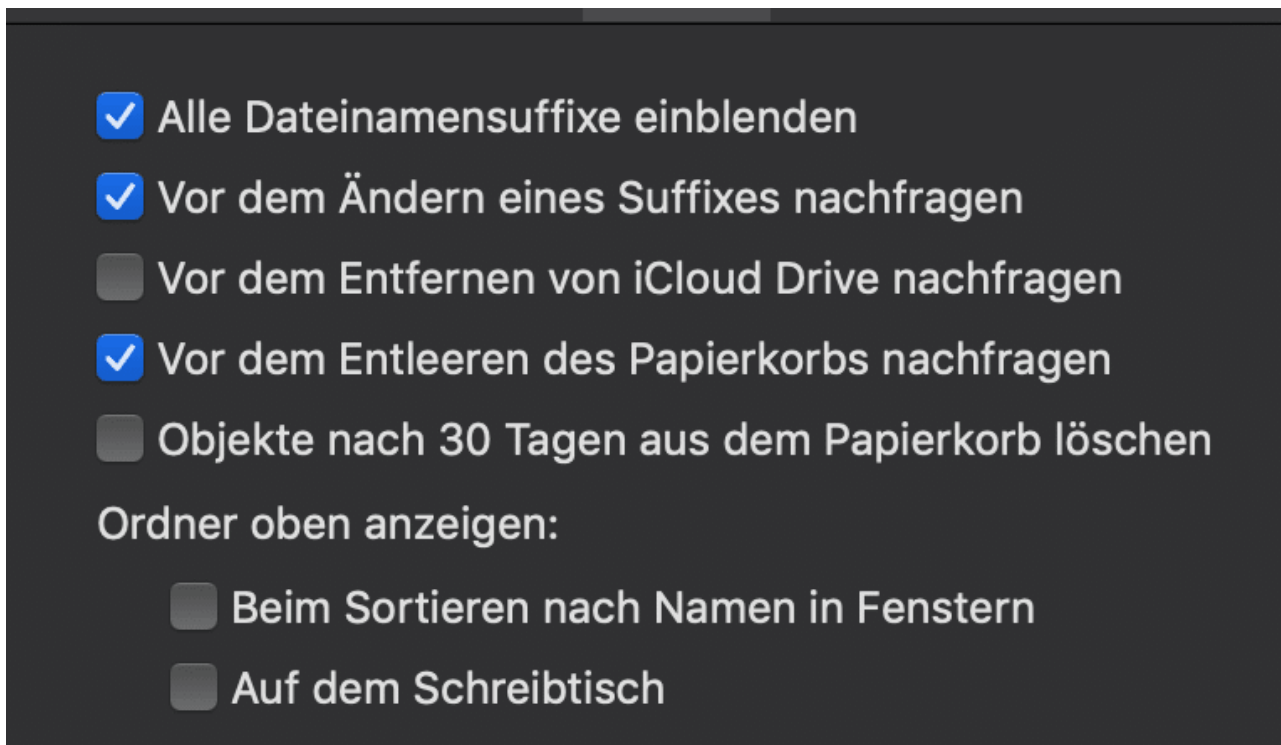 Alle Dateinamensuffixe einblenden
Vor dem Ändern eines Suffixes nachfragen
Vor dem Entfernen von iCloud Drive nachfragen
Vor dem Entleeren des Papierkorbs nachfragen
Objekte nach 30 Tagen aus dem Papierkorb löschen
Ordner oben anzeigen:
Beim Sortieren nach Namen in Fenstern
Auf dem Schreibtisch